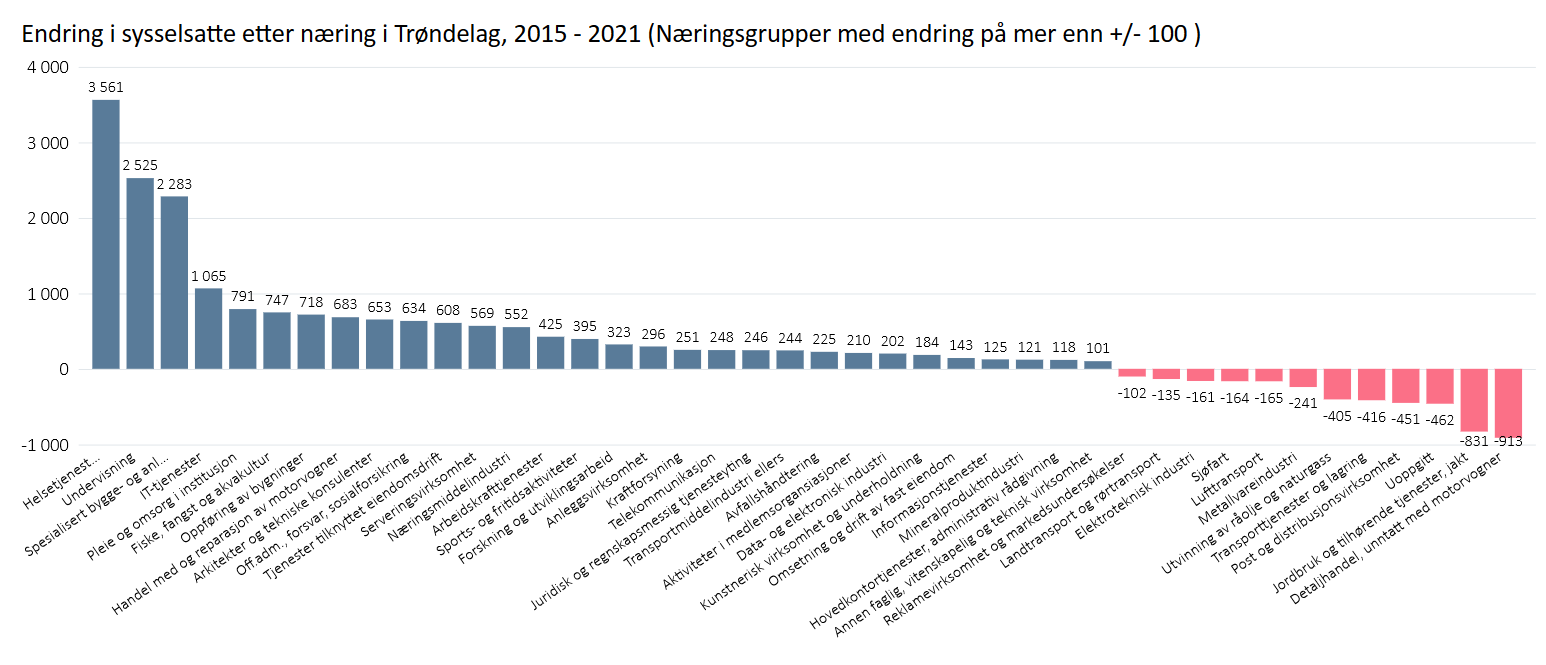 Endring i sysselsatte etter næring i Trøndelag, 2015 - 2021 (Næringsgrupper med endring på mer enn +/- 100 )
4 000
3 000
2 000
1 000
0
-1 000
3 561
2 525
2 283
1 065
791
747
718
683
653
634
608
569
552
425
395
323
296
251
248
246
244
225
210
202
184
143
125
121
118
101
-102
-135
-161
-164
-165
-241
-405
-416
-451
-462
-831
-913
Helsetjenest...
Undervisning
Spesialisert bygge- og anl...
IT-tjenester
Pleie og omsorg i institusjon
Fiske, fangst og akvakultur
Oppføring av bygninger
Handel med og reparasjon av motorvogner
Arkitekter og tekniske konsulenter
Off.adm., forsvar, sosialforsikring
Tjenester tilknyttet eiendomsdrift
Serveringsvirksomhet
Næringsmiddelindustri
Arbeidskrafttjenester
Sports- og fritidsaktiviteter
Forskning og utviklingsarbeid
Anleggsvirksomhet
Kraftforsyning
Telekommunikasjon
Juridisk og regnskapsmessig tjenesteyting
Transportmiddelindustri ellers
Avfallshåndtering
Aktiviteter i medlemsorgansiasjoner
Data- og elektronisk industri
Kunstnerisk virksomhet og underholdning
Omsetning og drift av fast eiendom
Informasjonstjenester
Mineralproduktindustri
Hovedkontortjenester, administrativ rådgivning
Annen faglig, vitenskapelig og teknisk virksomhet
Reklamevirksomhet og markedsundersøkelser
Landtransport og rørtransport
Elektroteknisk industri
Sjøfart
Lufttransport
Metallvareindustri
Utvinning av råolje og naturgass
Transporttjenester og lagring
Post og distribusjonsvirksomhet
Uoppgitt
Jordbruk og tilhørende tjenester, jakt
Detaljhandel, unntatt med motorvogner